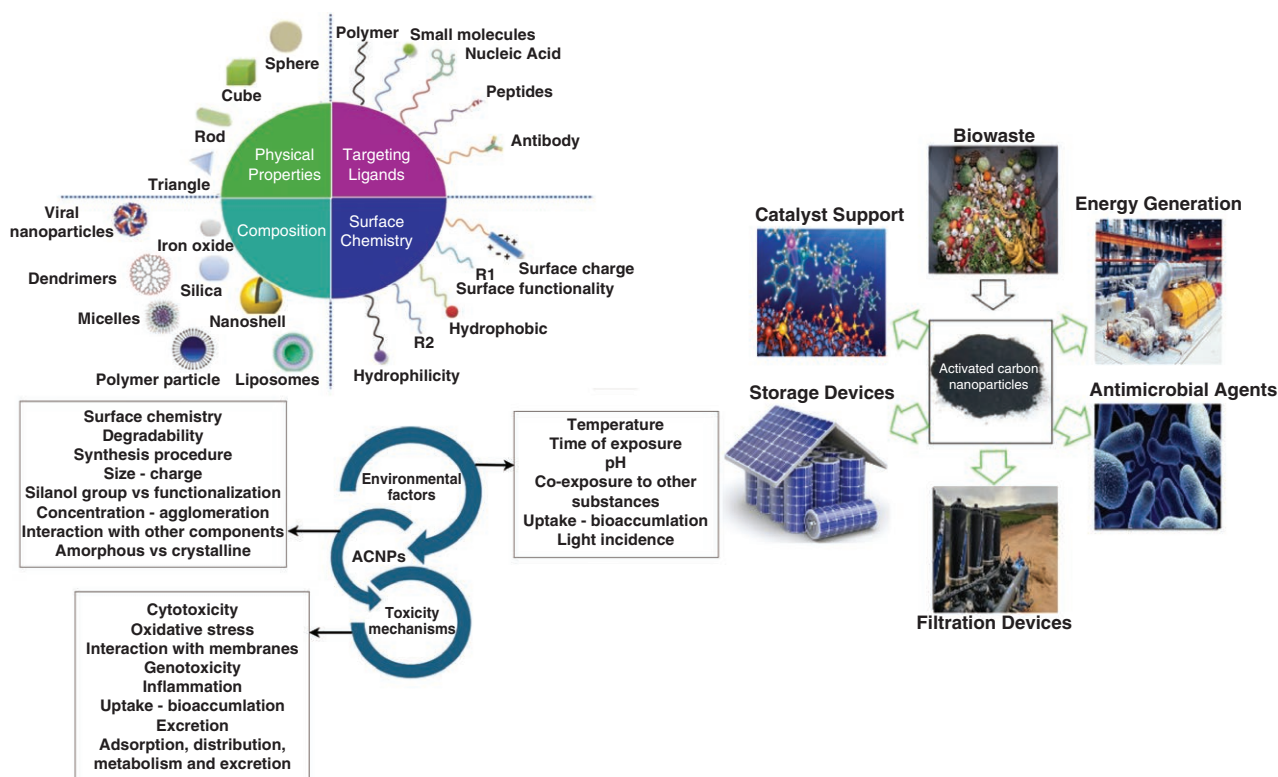 Sphere
Cube
Rod
Triangle
Physical
Properties
Polymer
Small molecules
Nucleic Acid
Peptides
Antibody
Targeting
Ligands
Viral
nanoparticles
Dendrimers
Micelles
Polymer particle
Iron oxide
Silica
Nanoshell
Liposomes
Composition
Surface
Chemistry
Surface charge
R1
Surface functionality
Hydrophobic
R2
Hydrophilicity
Surface chemistry
Degradability
Synthesis procedure
Size - charge
Silanol group vs functionalization
Concentration - agglomeration
Interaction with other components
Amorphous vs crystalline
Environmental
factors
ACNPs
Toxicity
mechanisms
Temperature
Time of exposure
pH
Co-exposure to other
substances
Uptake - bioaccumlation
Light incidence
Cytotoxicity
Oxidative stress
Interaction with membranes
Genotoxicity
Inflammation
Uptake - bioaccumlation
Excretion
Adsorption, distribution,
metabolism and excretion
Biowaste
Catalyst Support
Energy Generation
Activated carbon
nanoparticles
Storage Devices
Antimicrobial Agents
Filtration Devices